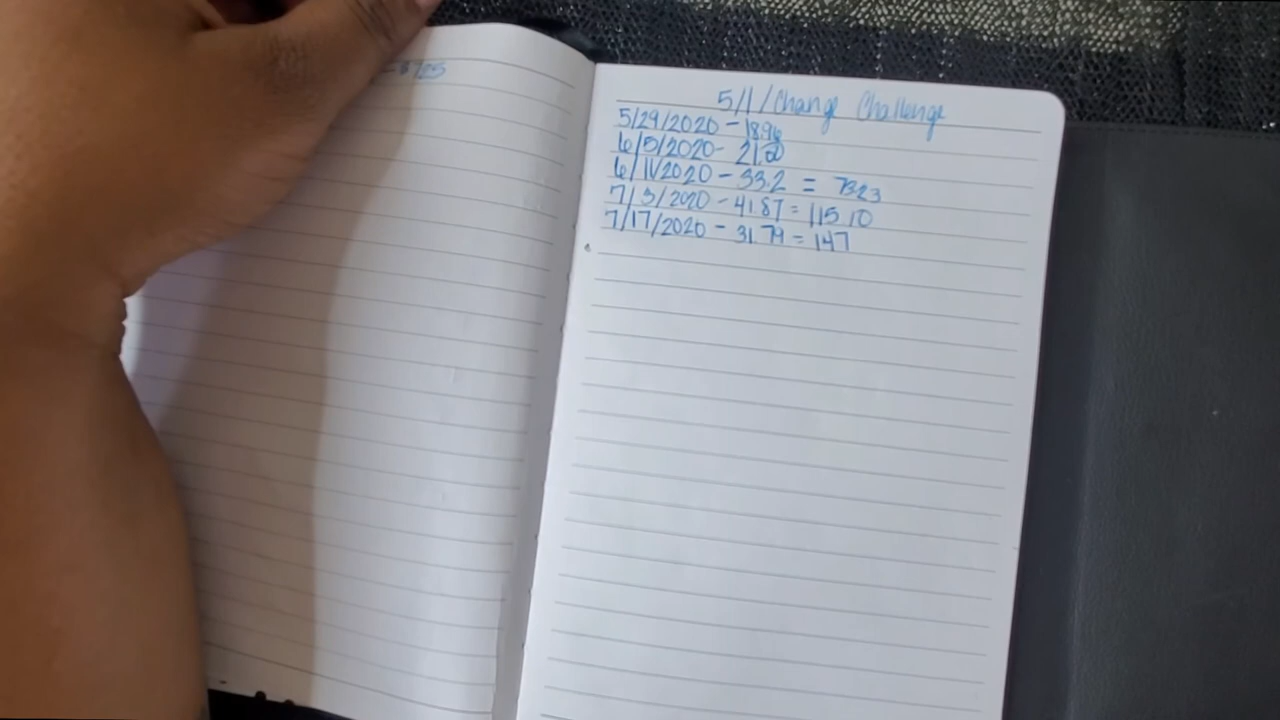 5/1/Change Challenge
5/29/2020 - 18.96
6/5/2020 - 21.
6/11/2020 - 33.2 = 73.23
7/3/2020 - 41.87 = 115.10
7/17/2020 - 31.79 = 147